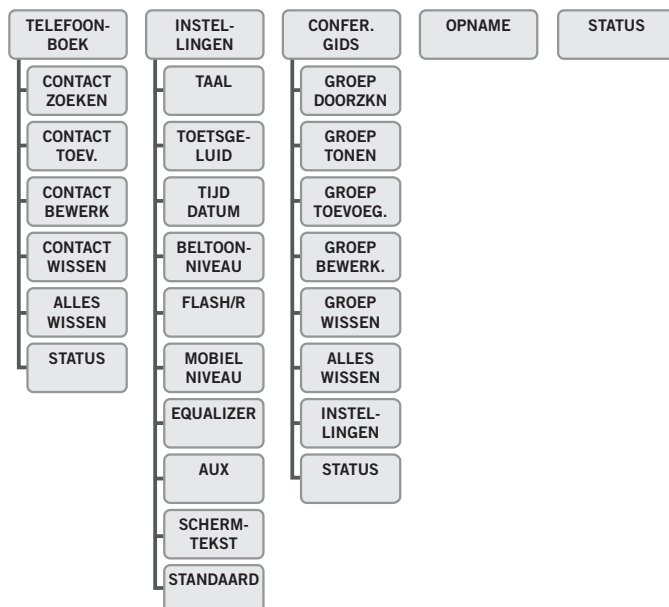 TELEFOON-
BOEK
CONTACT
ZOEKEN
CONTACT
TOEV.
CONTACT
BEWERK
CONTACT
WISSEN
ALLES
WISSEN
STATUS
INSTEL-
LINGEN
TAAL
TOETSGE-
LUID
TIJD
DATUM
BELTOON-
NIVEAU
FLASH/R
MOBIEL
NIVEAU
EQUALIZER
AUX
SCHERM-
TEKST
STANDAARD
CONFER.
GIDS
GROEP
DOORZKN
GROEP
TONEN
GROEP
TOEVOEG.
GROEP
BEWERK.
GROEP
WISSEN
ALLES
WISSEN
INSTEL-
LINGEN
STATUS
OPNAME
STATUS